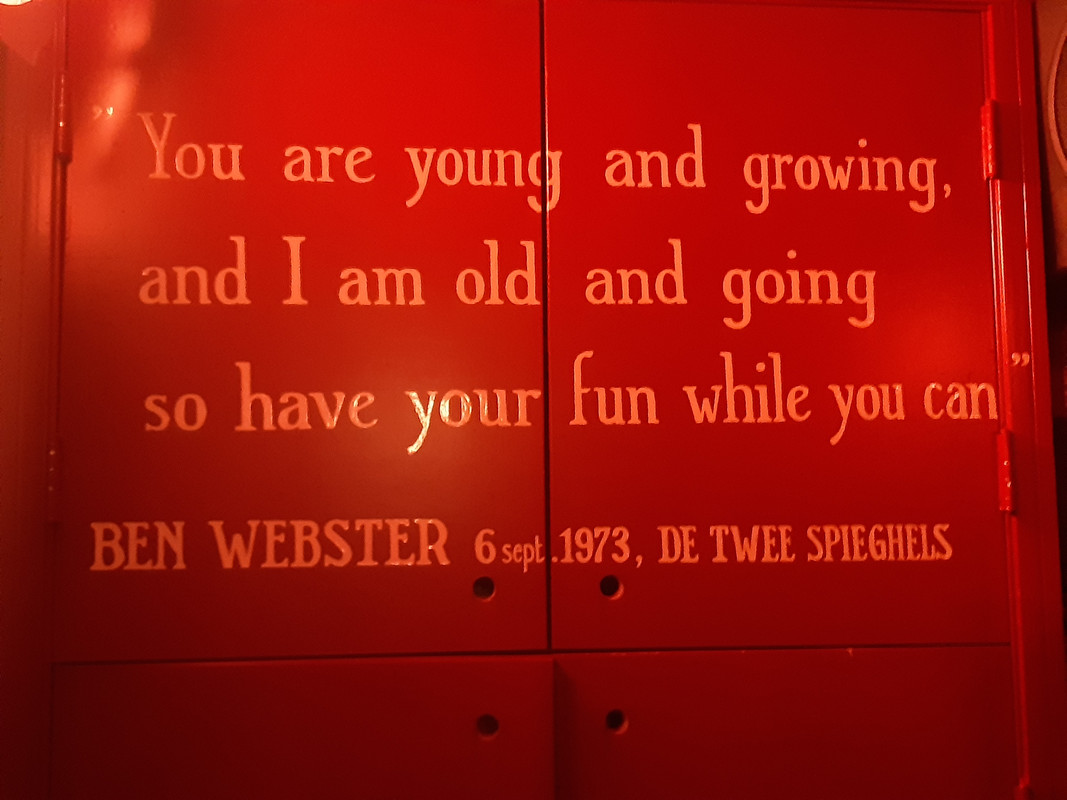 ” You are young and growing,
and I am old and going
so have your fun while you can”
BEN WEBSTER 6 sept. 1973, DE TWEE SPIEGHELS